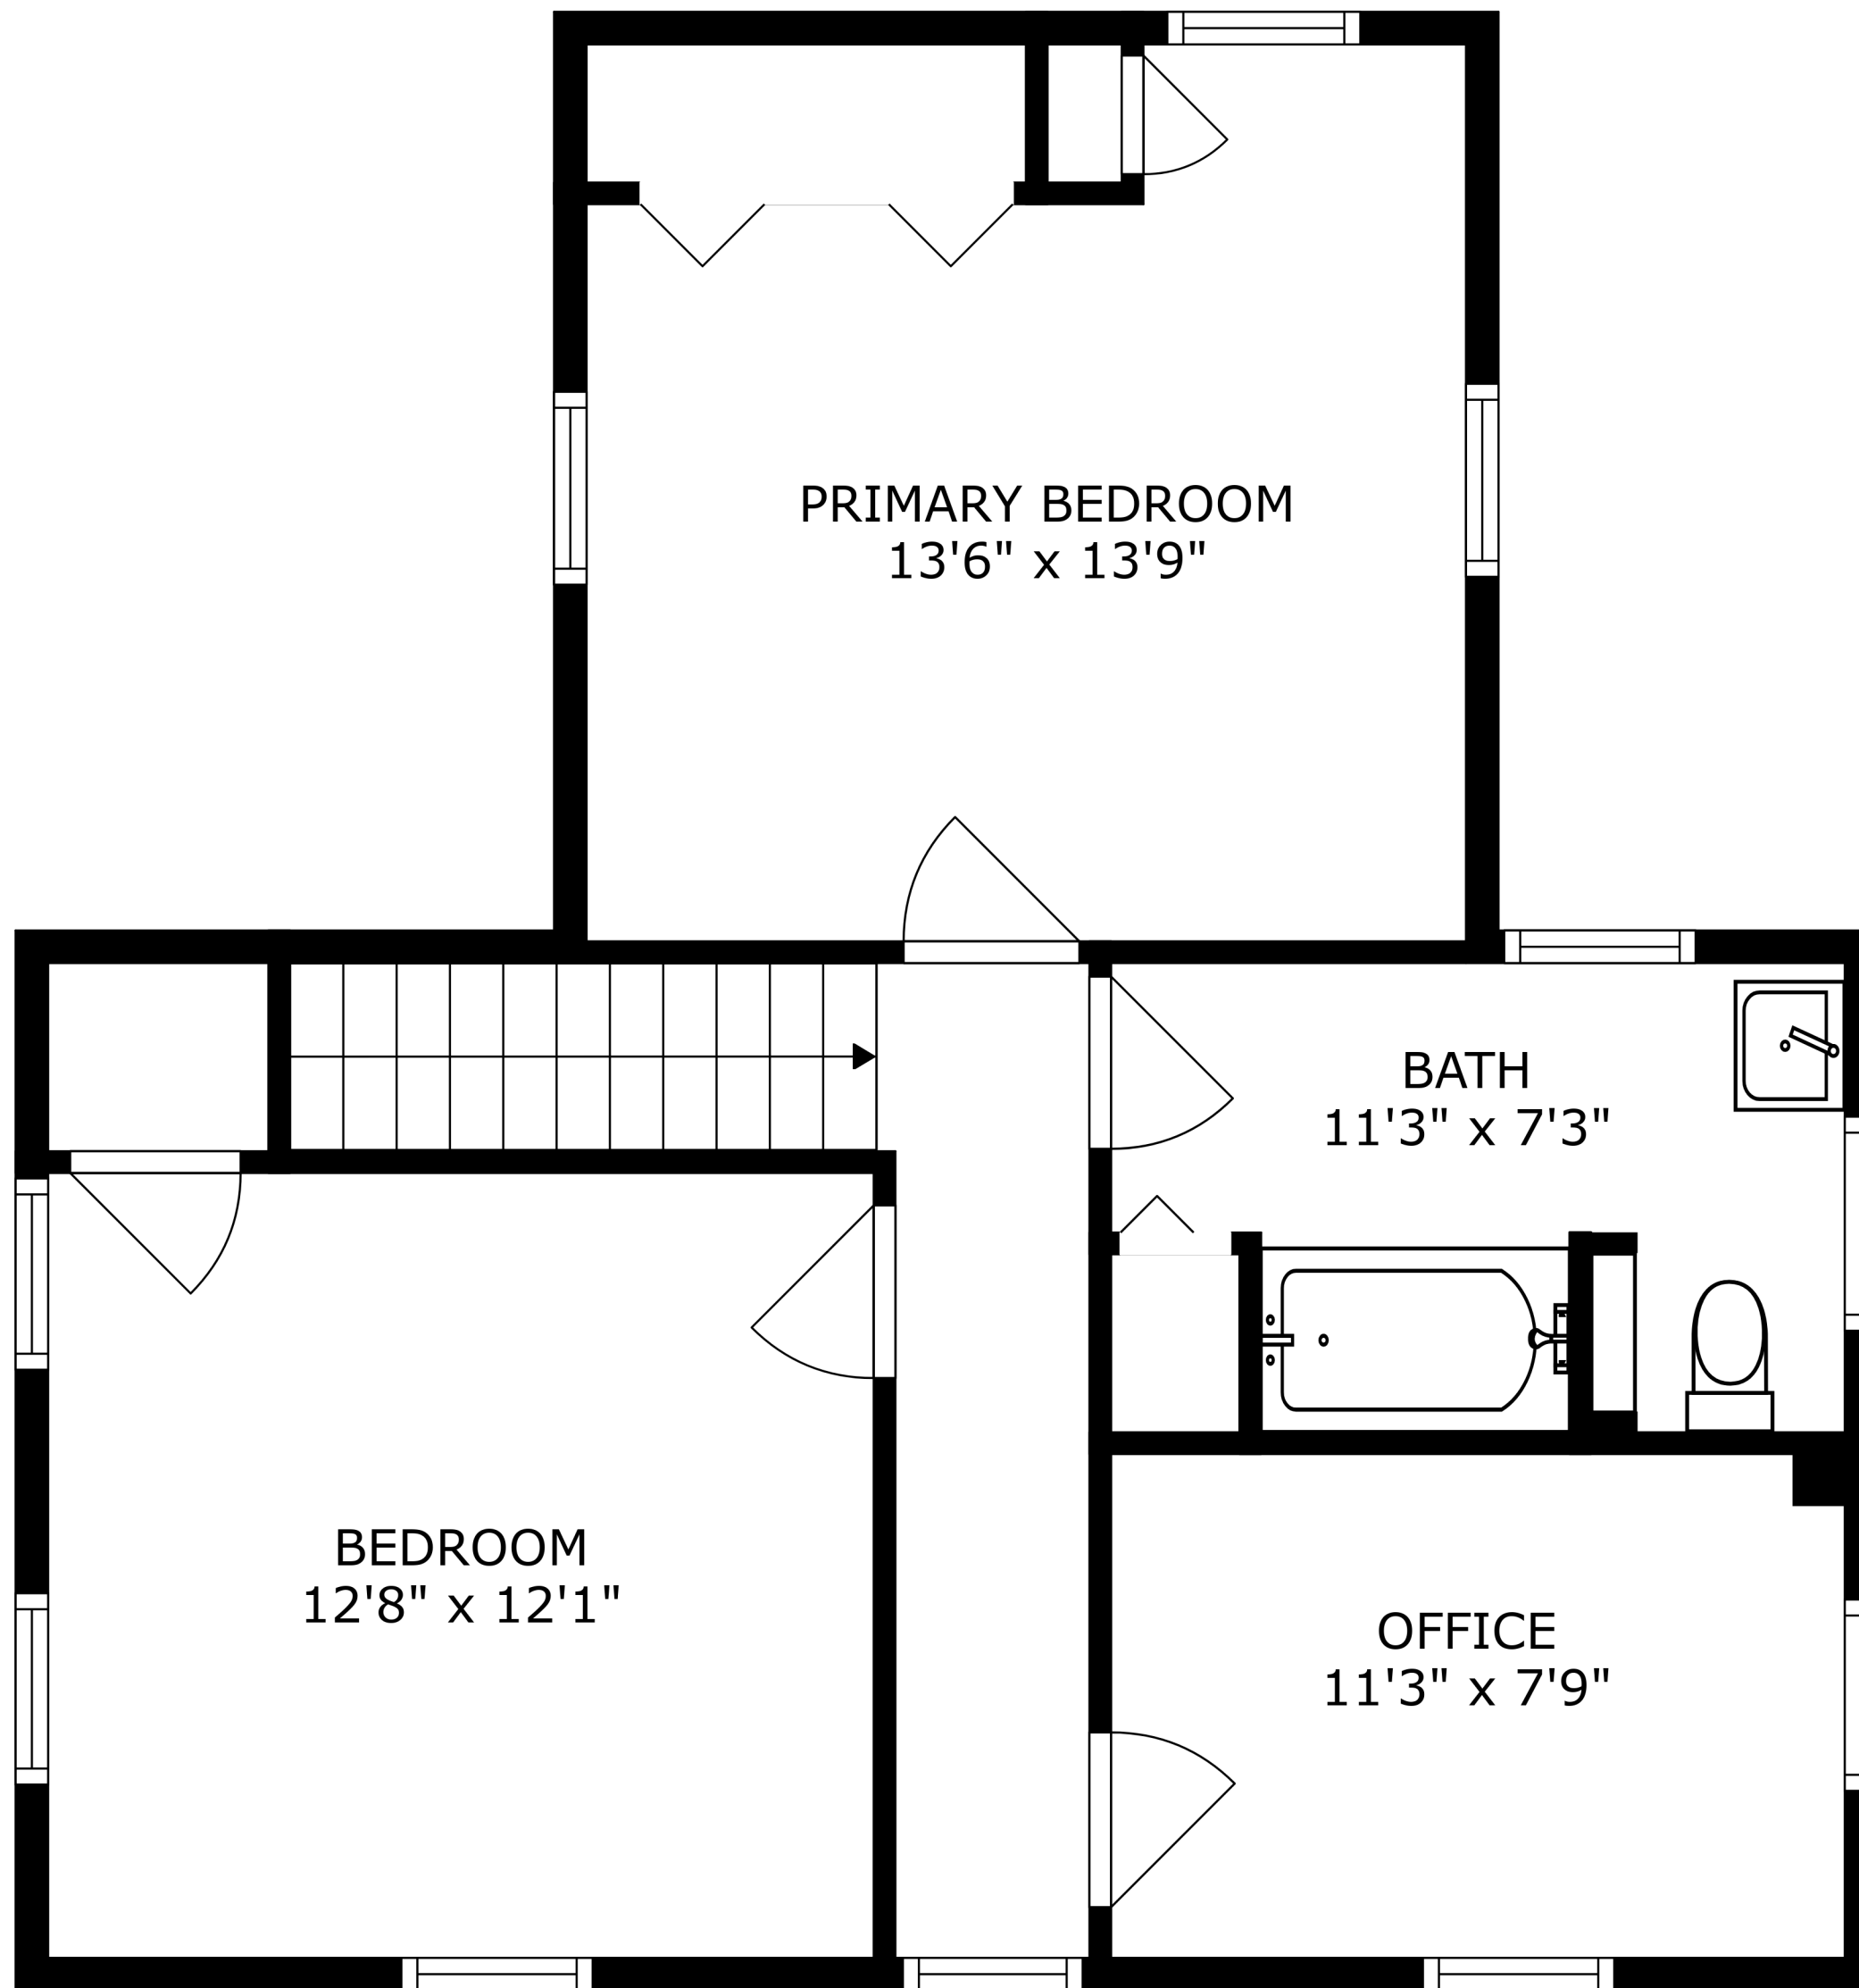 PRIMARY BEDROOM
13'6" x 13'9"
BATH
11'3" x 7'3"
BEDROOM
12'8" x 12'1"
OFFICE
11'3" x 7'9"